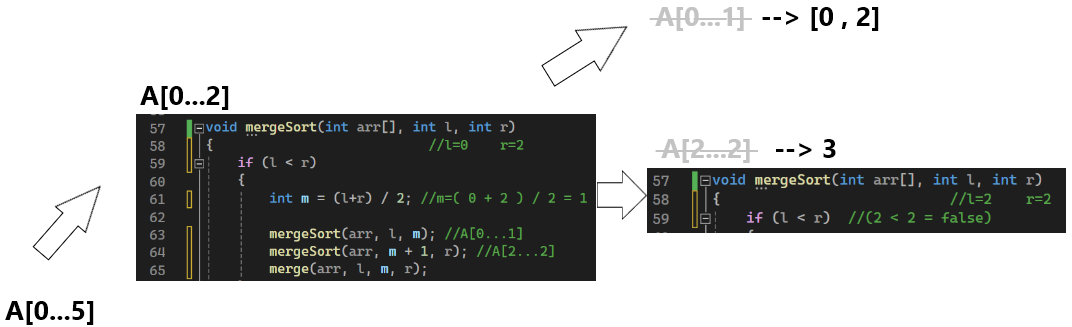 A[0...1] --> [0 , 2]
A[0...2]
57 void mergeSort(int arr[], int l, int r)
58 { //l=0 r=2
59 if (l < r)
60 {
61 int m = (l+r) / 2; //m=( 0 + 2 ) / 2 = 1
62
63 mergeSort(arr, l, m); //A[0...1]
64 mergeSort(arr, m + 1, r); //A[2...2]
65 merge(arr, l, m, r);
A[2...2] --> 3
57 void mergeSort(int arr[], int l, int r)
58 { //l=2 r=2
59 if (l < r) //(2 < 2 = false)
A[0...5]